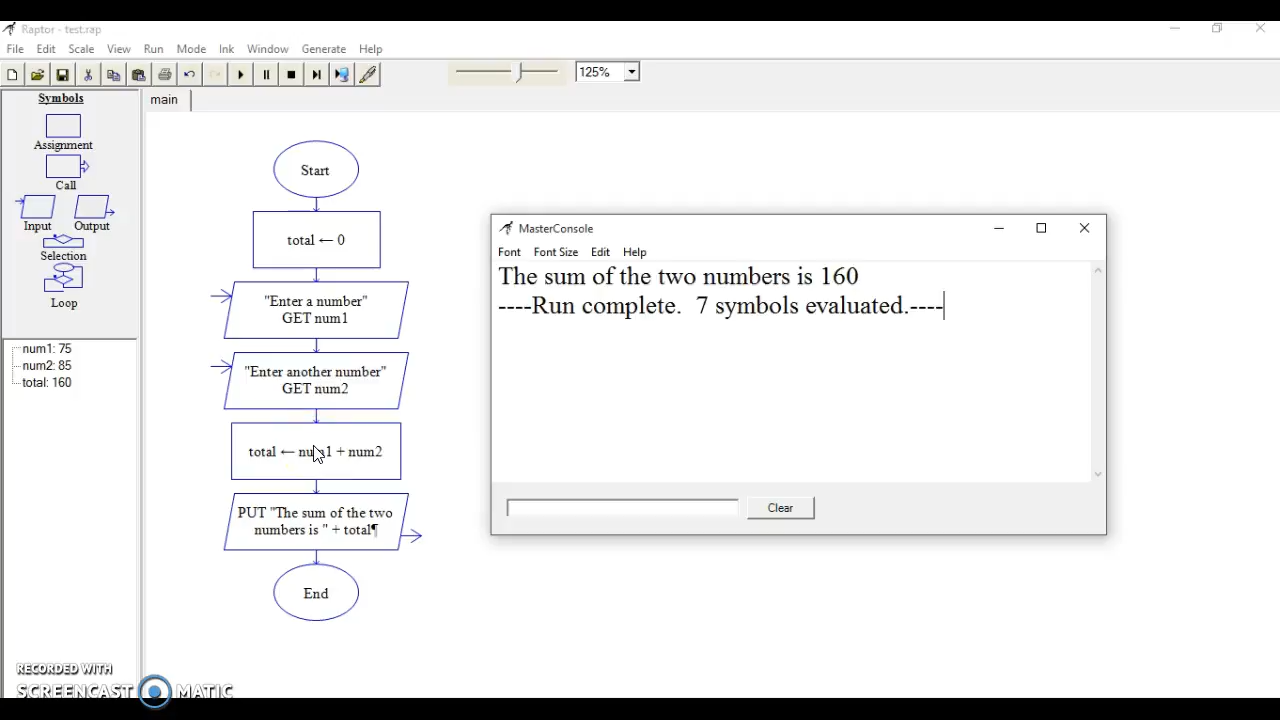 Raptor - test.rap
File Edit Scale View Run Mode Ink Window Generate Help
125%
Symbols
Assignment
Call
Input Output
Selection
Loop
num1: 75
num2: 85
total: 160
main
Start
total ← 0
"Enter a number"
GET num1
"Enter another number"
GET num2
total ← num1 + num2
PUT "The sum of the two
numbers is " + total¶
End
MasterConsole
Font Font Size Edit Help
The sum of the two numbers is 160
----Run complete. 7 symbols evaluated.----
Clear
RECORDED WITH
SCREENCAST MATIC